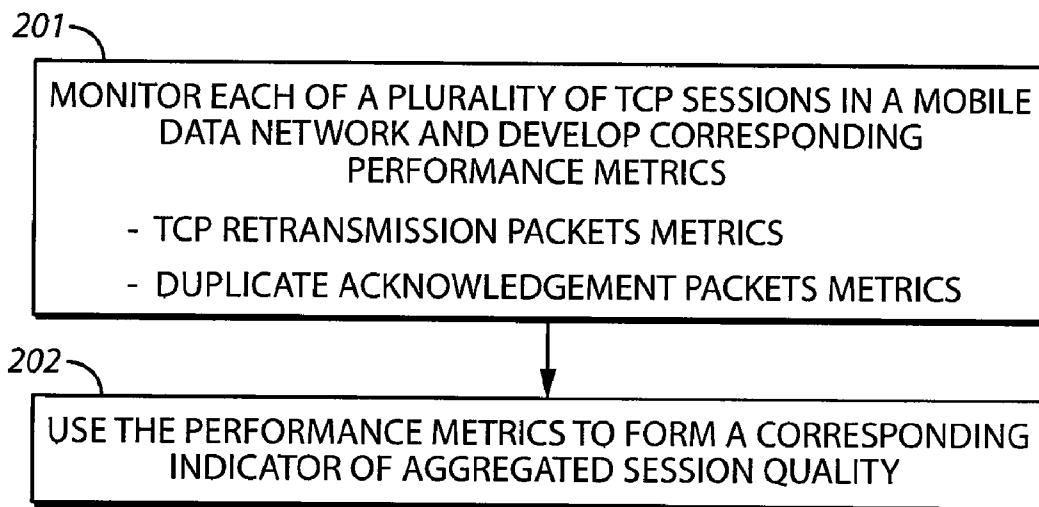 201
MONITOR EACH OF A PLURALITY OF TCP SESSIONS IN A MOBILE
DATA NETWORK AND DEVELOP CORRESPONDING
PERFORMANCE METRICS
- TCP RETRANSMISSION PACKETS METRICS
- DUPLICATE ACKNOWLEDGEMENT PACKETS METRICS
202
USE THE PERFORMANCE METRICS TO FORM A CORRESPONDING
INDICATOR OF AGGREGATED SESSION QUALITY